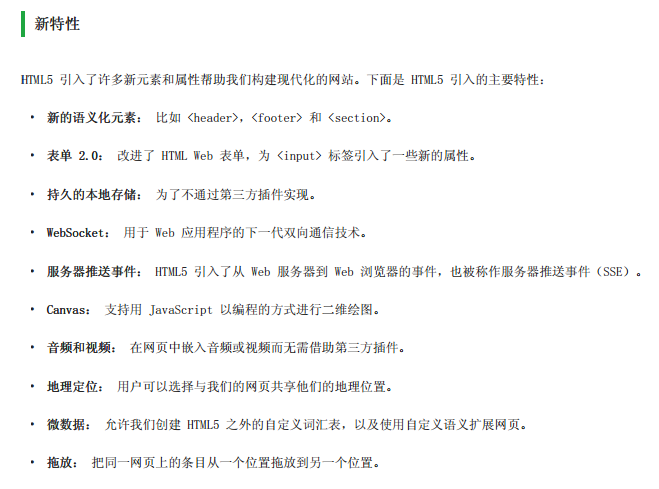 新特性
HTML5 引入了许多新元素和属性帮助我们构建现代化的网站。下面是 HTML5 引入的主要特性：
• 新的语义化元素： 比如 <header>，<footer> 和 <section>。
• 表单 2.0： 改进了 HTML Web 表单，为 <input> 标签引入了一些新的属性。
• 持久的本地存储： 为了不通过第三方插件实现。
• WebSocket： 用于 Web 应用程序的下一代双向通信技术。
• 服务器推送事件： HTML5 引入了从 Web 服务器到 Web 浏览器的事件，也被称作服务器推送事件（SSE）。
• Canvas： 支持用 JavaScript 以编程的方式进行二维绘图。
• 音频和视频： 在网页中嵌入音频或视频而无需借助第三方插件。
• 地理定位： 用户可以选择与我们的网页共享他们的地理位置。
• 微数据： 允许我们创建 HTML5 之外的自定义词汇表，以及使用自定义语义扩展网页。
• 拖放： 把同一网页上的条目从一个位置拖放到另一个位置。